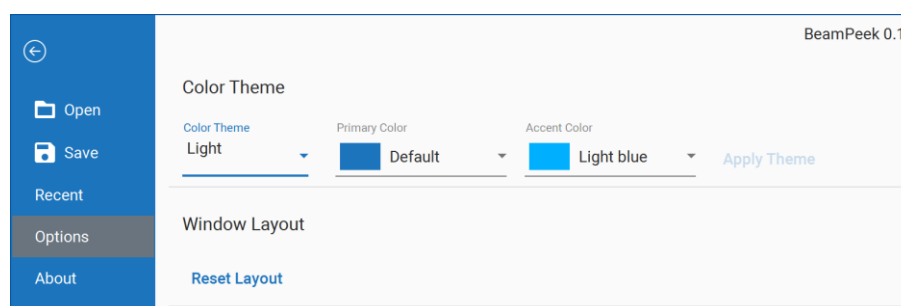 BeamPeek 0.1
Open
Save
Recent
Options
About
Color Theme
Color Theme
Light
Primary Color
Default
Accent Color
Light blue
Apply Theme
Window Layout
Reset Layout